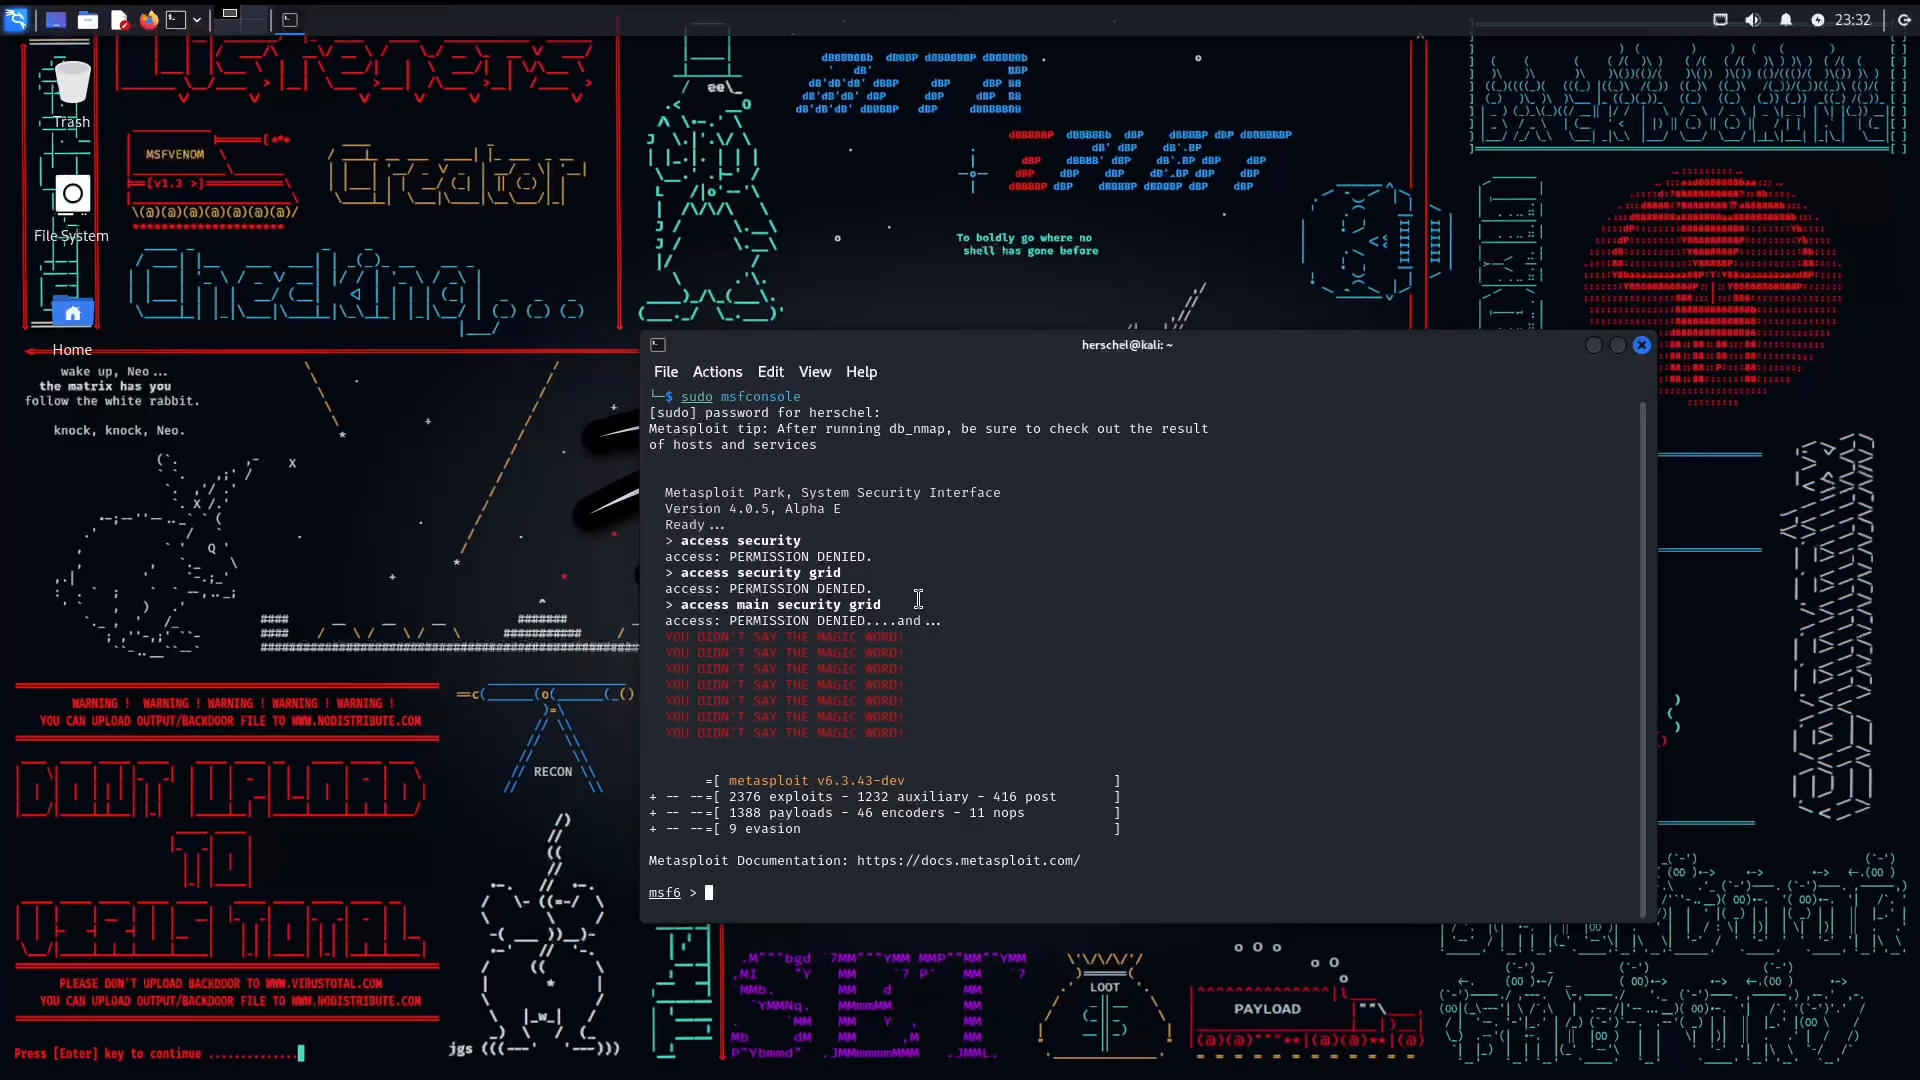 23:32
Trash
MSFVENOM
[v1.3 >]
Creator
Checking...
File System
Home
To boldly go where no
shell has gone before
wake up, Neo...
the matrix has you
follow the white rabbit.
knock, knock, Neo.
herschel@kali: ~
File Actions Edit View Help
└─$ sudo msfconsole
[sudo] password for herschel:
Metasploit tip: After running db_nmap, be sure to check out the result
of hosts and services
Metasploit Park, System Security Interface
Version 4.0.5, Alpha E
Ready...
> access security
access: PERMISSION DENIED.
> access security grid
access: PERMISSION DENIED.
> access main security grid
access: PERMISSION DENIED....and...
YOU DIDN'T SAY THE MAGIC WORD!
YOU DIDN'T SAY THE MAGIC WORD!
YOU DIDN'T SAY THE MAGIC WORD!
YOU DIDN'T SAY THE MAGIC WORD!
YOU DIDN'T SAY THE MAGIC WORD!
YOU DIDN'T SAY THE MAGIC WORD!
YOU DIDN'T SAY THE MAGIC WORD!
=[ metasploit v6.3.43-dev ]
+ -- --=[ 2376 exploits - 1232 auxiliary - 416 post ]
+ -- --=[ 1388 payloads - 46 encoders - 11 nops ]
+ -- --=[ 9 evasion ]
Metasploit Documentation: https://docs.metasploit.com/
msf6 >
WARNING ! WARNING ! WARNING ! WARNING ! WARNING !
YOU CAN UPLOAD OUTPUT/BACKDOOR FILE TO WWW.NODISTRIBUTE.COM
DONT UPLOAD
TO
VIRUSTOTAL
RECON
PLEASE DON'T UPLOAD BACKDOOR TO WWW.VIRUSTOTAL.COM
YOU CAN UPLOAD OUTPUT/BACKDOOR FILE TO WWW.NODISTRIBUTE.COM
Press [Enter] key to continue ..............
jgs
SET
LOOT
PAYLOAD